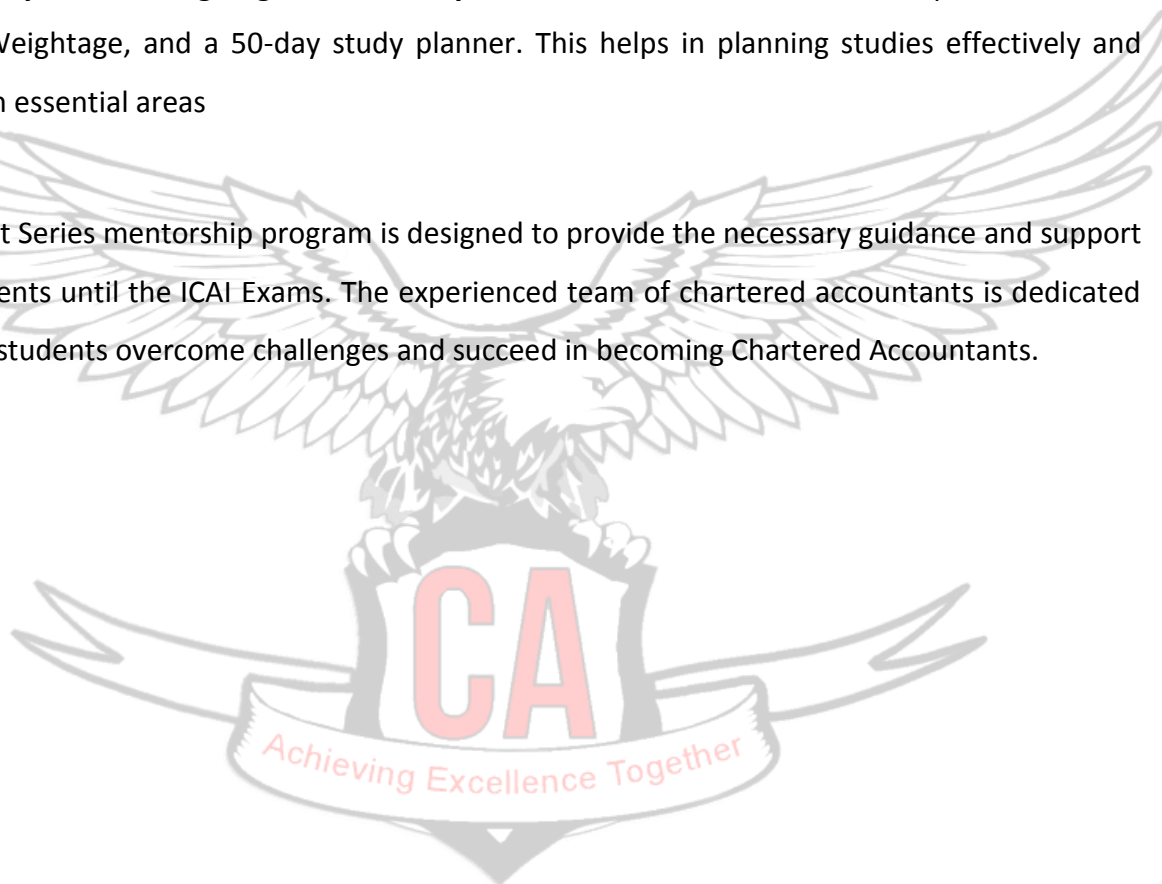 Weightage, and a 50-day study planner. This helps in planning studies effectively and
essential areas
t Series mentorship program is designed to provide the necessary guidance and support
ents until the ICAI Exams. The experienced team of chartered accountants is dedicated
students overcome challenges and succeed in becoming Chartered Accountants.
CA
Achieving Excellence Together